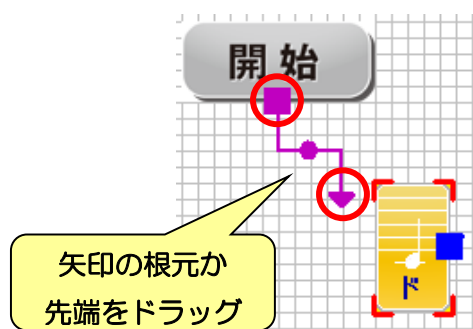 開始
ド
矢印の根元か
先端をドラッグ